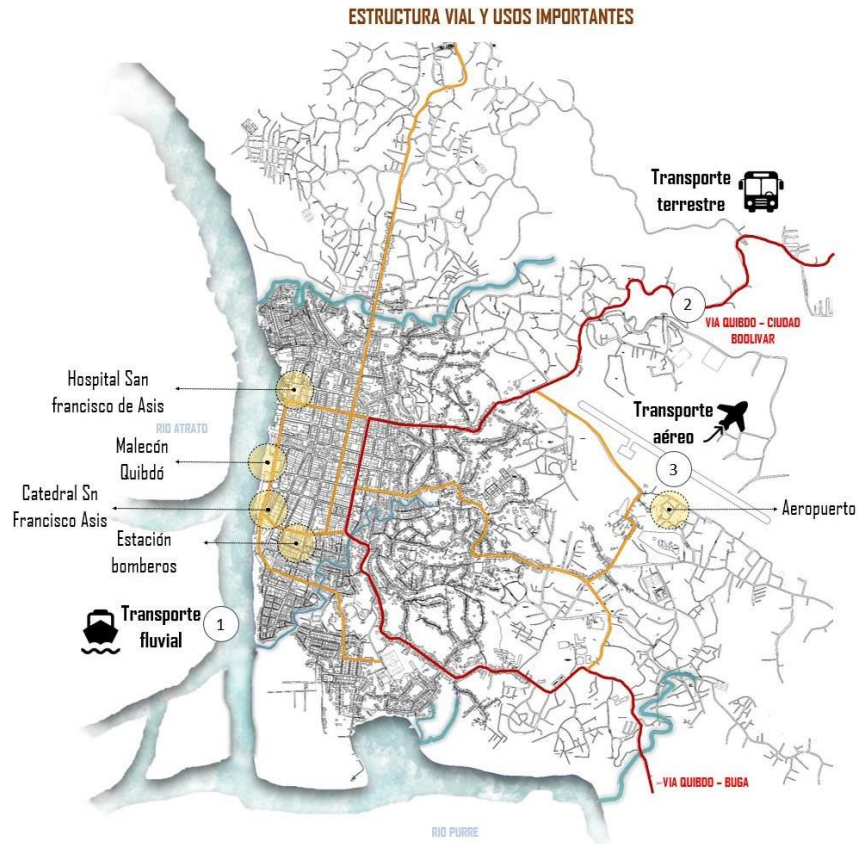 ESTRUCTURA VIAL Y USOS IMPORTANTES
Transporte
terrestre
2
VIA QUIBDO – CIUDAD
BOOLIVAR
Hospital San
francisco de Asis
RIO ATRATO
Transporte
aéreo
Malecón
Quibdó
3
Catedral Sn
Francisco Asis
Aeropuerto
Estación
bomberos
Transporte
fluvial
1
VIA QUIBDO – BUGA
RIO PURRE